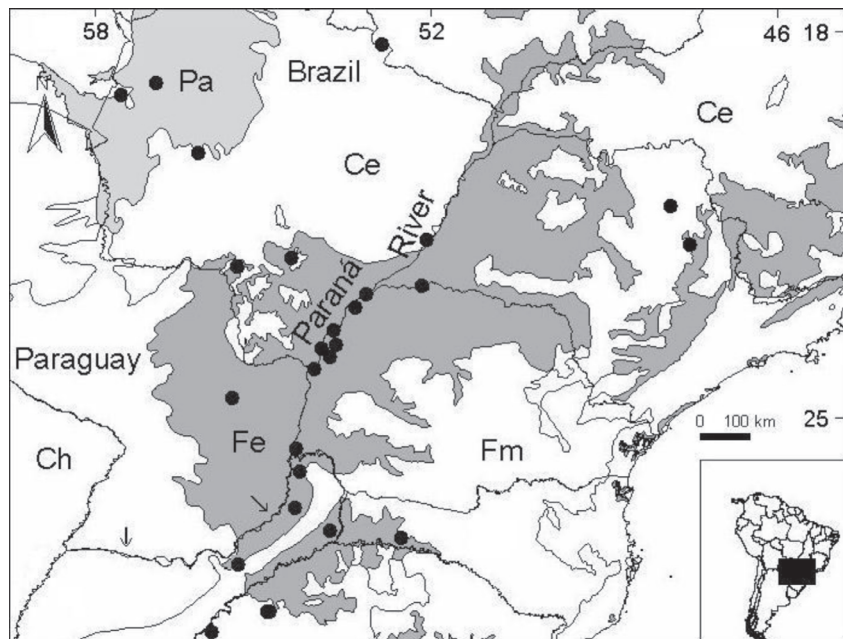 58
52
46
18
Pa
Brazil
N
Ce
Ce
Paraná River
Paraguay
0 100 km
25
Ch
Fe
Fm